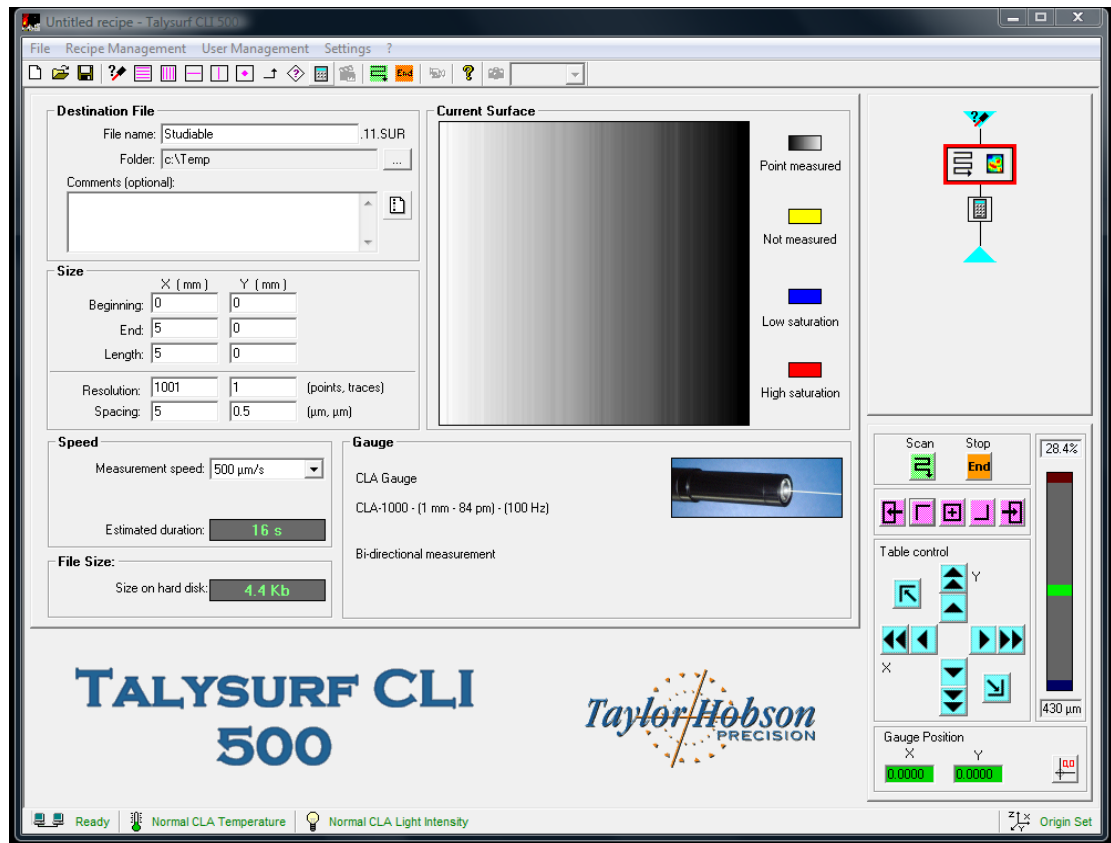 Untitled recipe - Talysurf CLI 500
File Recipe Management User Management Settings ?
End
Destination File
File name: Studiable .11.SUR
Folder: c:\Temp ...
Comments (optional):
Size
X ( mm ) Y ( mm )
Beginning: 0 0
End: 5 0
Length: 5 0
Resolution: 1001 1 (points, traces)
Spacing: 5 0.5 (µm, µm)
Current Surface
Point measured
Not measured
Low saturation
High saturation
Speed
Measurement speed: 500 µm/s
Estimated duration: 16 s
File Size:
Size on hard disk: 4.4 Kb
Gauge
CLA Gauge
CLA-1000 - (1 mm - 84 pm) - (100 Hz)
Bi-directional measurement
TALYSURF CLI
500
Taylor/Hobson
PRECISION
Scan Stop
End
28.4%
Table control
Y
X
430 µm
Gauge Position
X Y
0.0000 0.0000
0,0
Ready Normal CLA Temperature Normal CLA Light Intensity Z X Y Origin Set